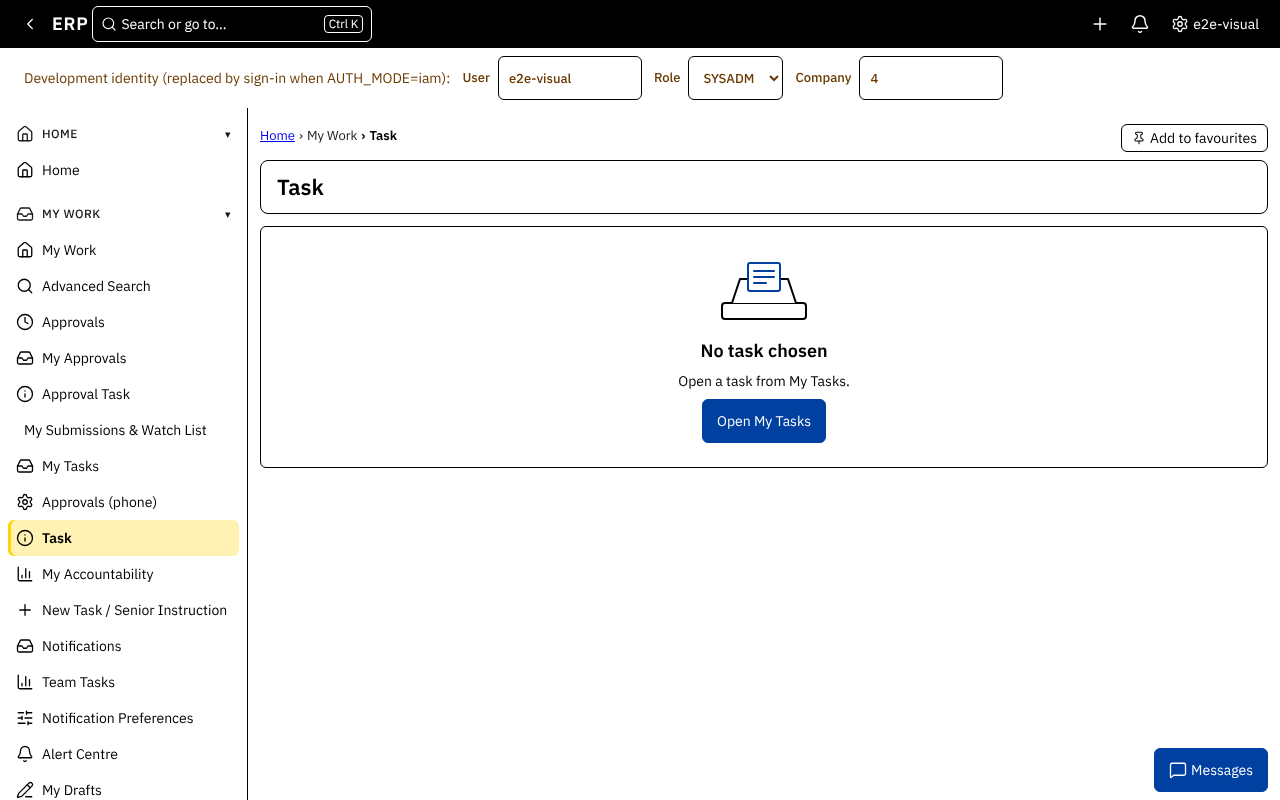 ERP
Search or go to...
Ctrl K
e2e-visual
Development identity (replaced by sign-in when AUTH_MODE=iam):
User
e2e-visual
Role
SYSADM
Company
4
HOME
Home
MY WORK
My Work
Advanced Search
Approvals
My Approvals
Approval Task
My Submissions & Watch List
My Tasks
Approvals (phone)
Task
My Accountability
New Task / Senior Instruction
Notifications
Team Tasks
Notification Preferences
Alert Centre
My Drafts
Home › My Work › Task
Add to favourites
Task
No task chosen
Open a task from My Tasks.
Open My Tasks
Messages